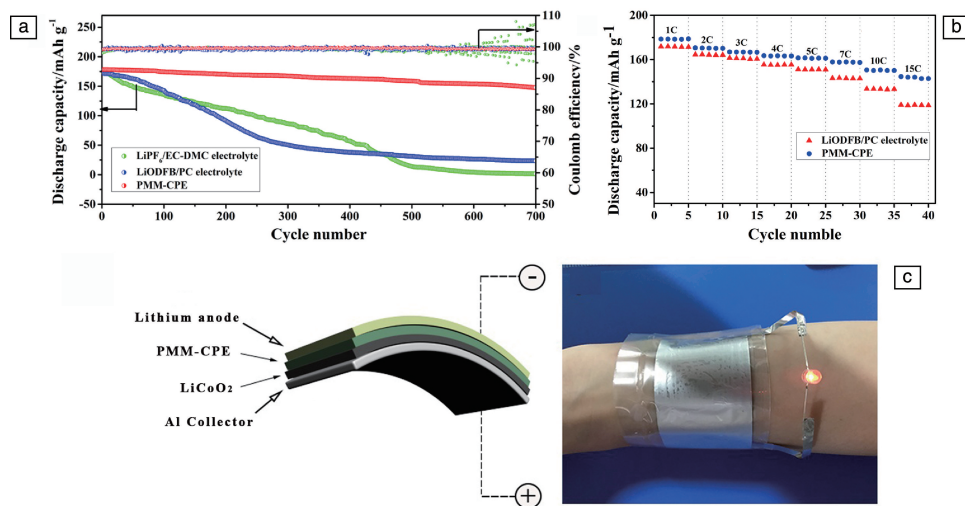 a
Discharge capacity/mAh g⁻¹
250
200
150
100
50
0
-50
LiPF₆/EC-DMC electrolyte
LiODFB/PC electrolyte
PMM-CPE
110
100
90
80
70
60
50
Coulomb efficiency/%
0 100 200 300 400 500 600 700
Cycle number
b
Discharge capacity/mAh g⁻¹
200
160
120
80
40
1C 2C 3C 4C 5C 7C 10C 15C
LiODFB/PC electrolyte
PMM-CPE
0 5 10 15 20 25 30 35 40
Cycle numble
c
Lithium anode
PMM-CPE
LiCoO₂
Al Collector
-
+